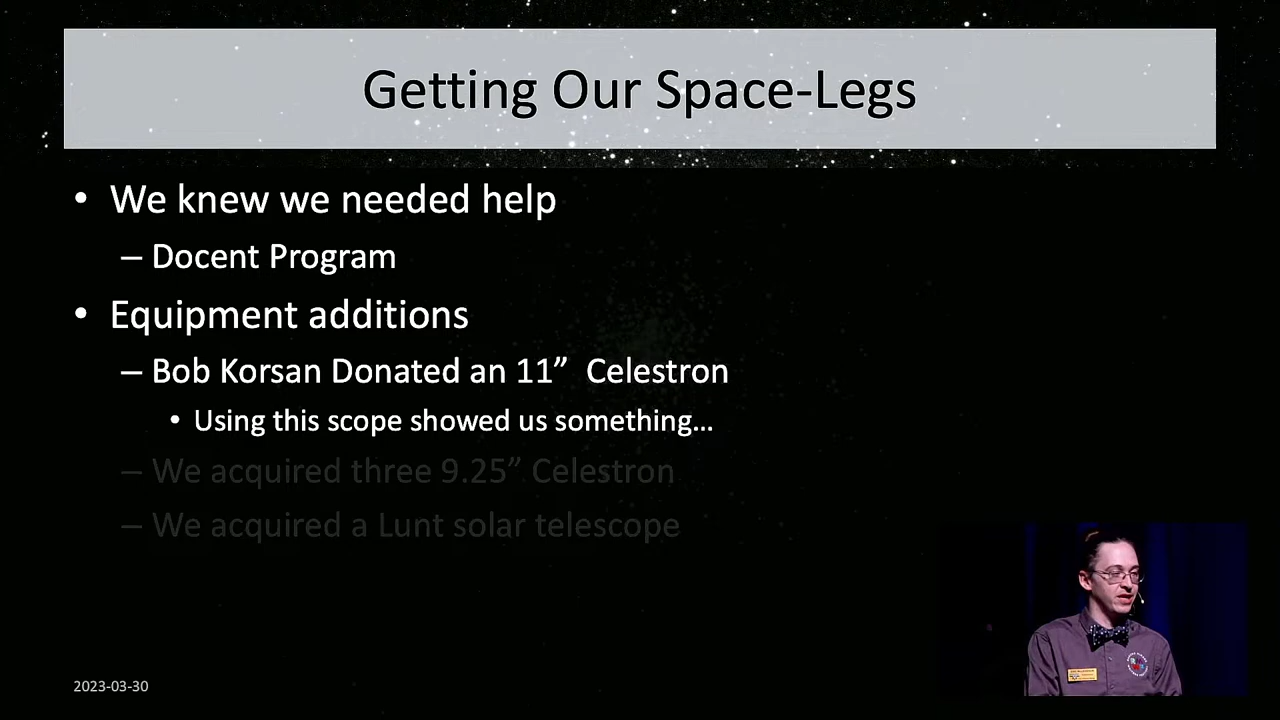 Getting Our Space-Legs
• We knew we needed help
– Docent Program
• Equipment additions
– Bob Korsan Donated an 11” Celestron
• Using this scope showed us something...
– We acquired three 9.25” Celestron
– We acquired a Lunt solar telescope
2023-03-30